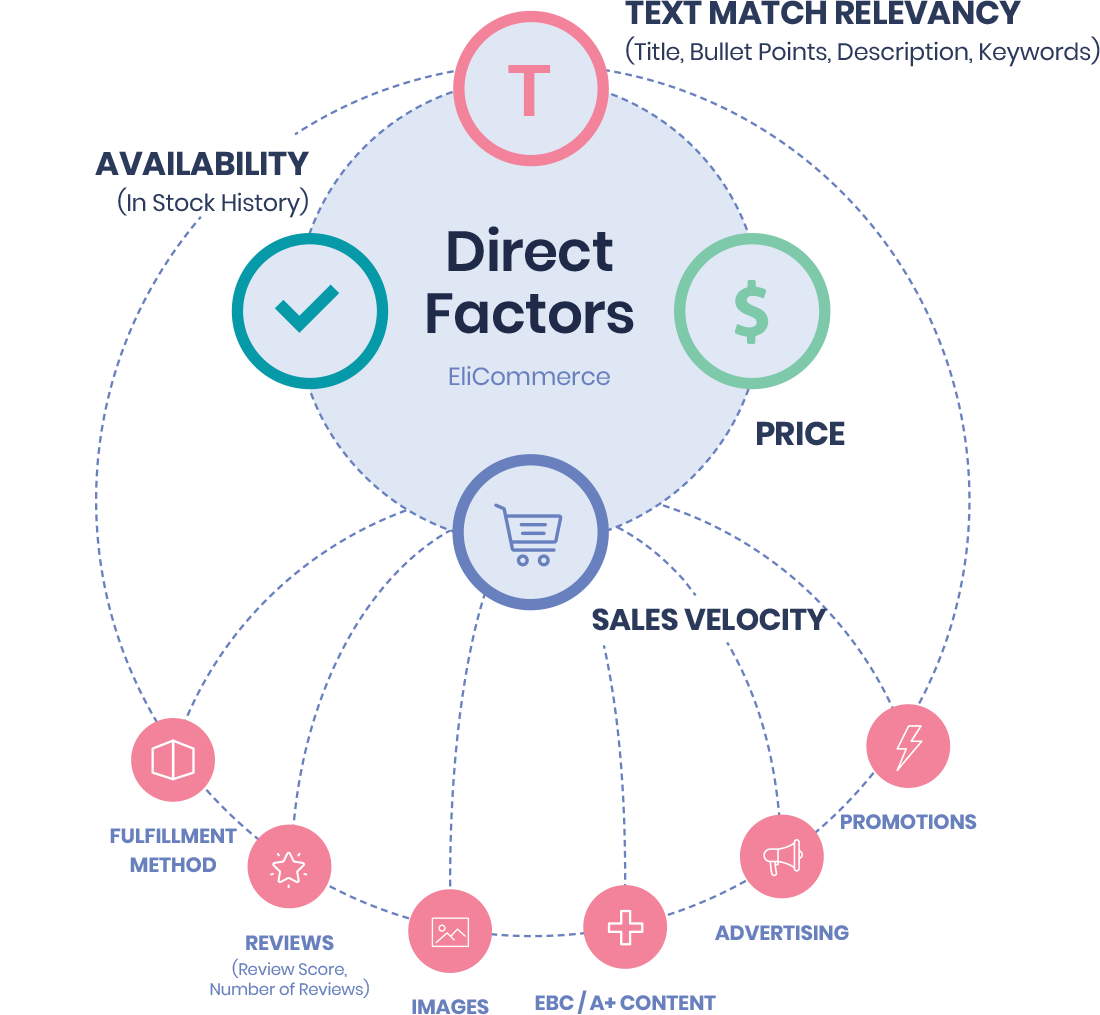 TEXT MATCH RELEVANCY
(Title, Bullet Points, Description, Keywords)
T
AVAILABILITY
(In Stock History)
Direct
Factors
EliCommerce
$
PRICE
SALES VELOCITY
FULFILLMENT
METHOD
REVIEWS
(Review Score,
Number of Reviews)
IMAGES
EBC / A+ CONTENT
ADVERTISING
PROMOTIONS